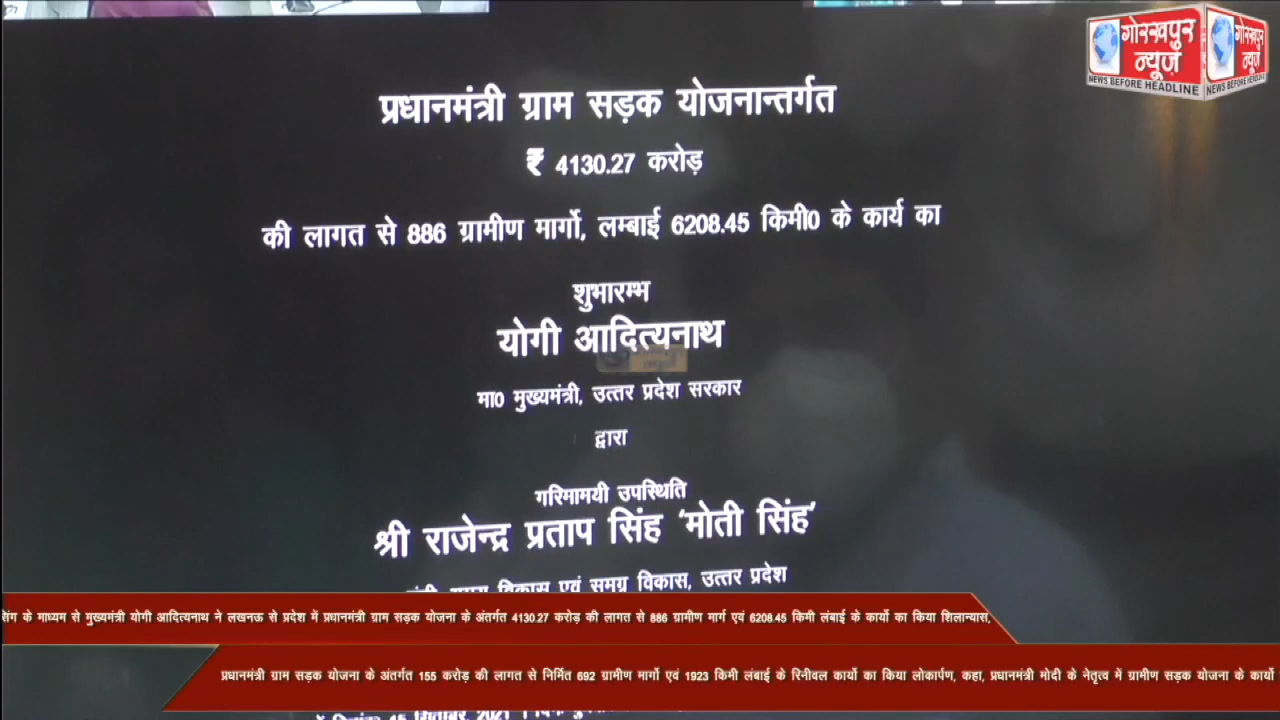 गोरखपुर न्यूज़
NEWS BEFORE HEADLINE
गोरखपुर न्यूज़
NEWS BEFORE HEADLINE
प्रधानमंत्री ग्राम सड़क योजनान्तर्गत
₹ 4130.27 करोड़
की लागत से 886 ग्रामीण मार्गो, लम्बाई 6208.45 किमी0 के कार्य का
शुभारम्भ
योगी आदित्यनाथ
मा0 मुख्यमंत्री, उत्तर प्रदेश सरकार
द्वारा
गरिमामयी उपस्थिति
श्री राजेन्द्र प्रताप सिंह ‘मोती सिंह’
विकास एवं समग्र विकास, उत्तर प्रदेश
के माध्यम से मुख्यमंत्री योगी आदित्यनाथ ने लखनऊ से प्रदेश में प्रधानमंत्री ग्राम सड़क योजना के अंतर्गत 4130.27 करोड़ की लागत से 886 ग्रामीण मार्ग एवं 6208.45 किमी लंबाई के कार्यो का किया शिलान्यास,
प्रधानमंत्री ग्राम सड़क योजना के अंतर्गत 155 करोड़ की लागत से निर्मित 692 ग्रामीण मार्गो एवं 1923 किमी लंबाई के रिनीवल कार्यो का किया लोकार्पण, कहा, प्रधानमंत्री मोदी के नेतृत्व में ग्रामीण सड़क योजना के कार्यो